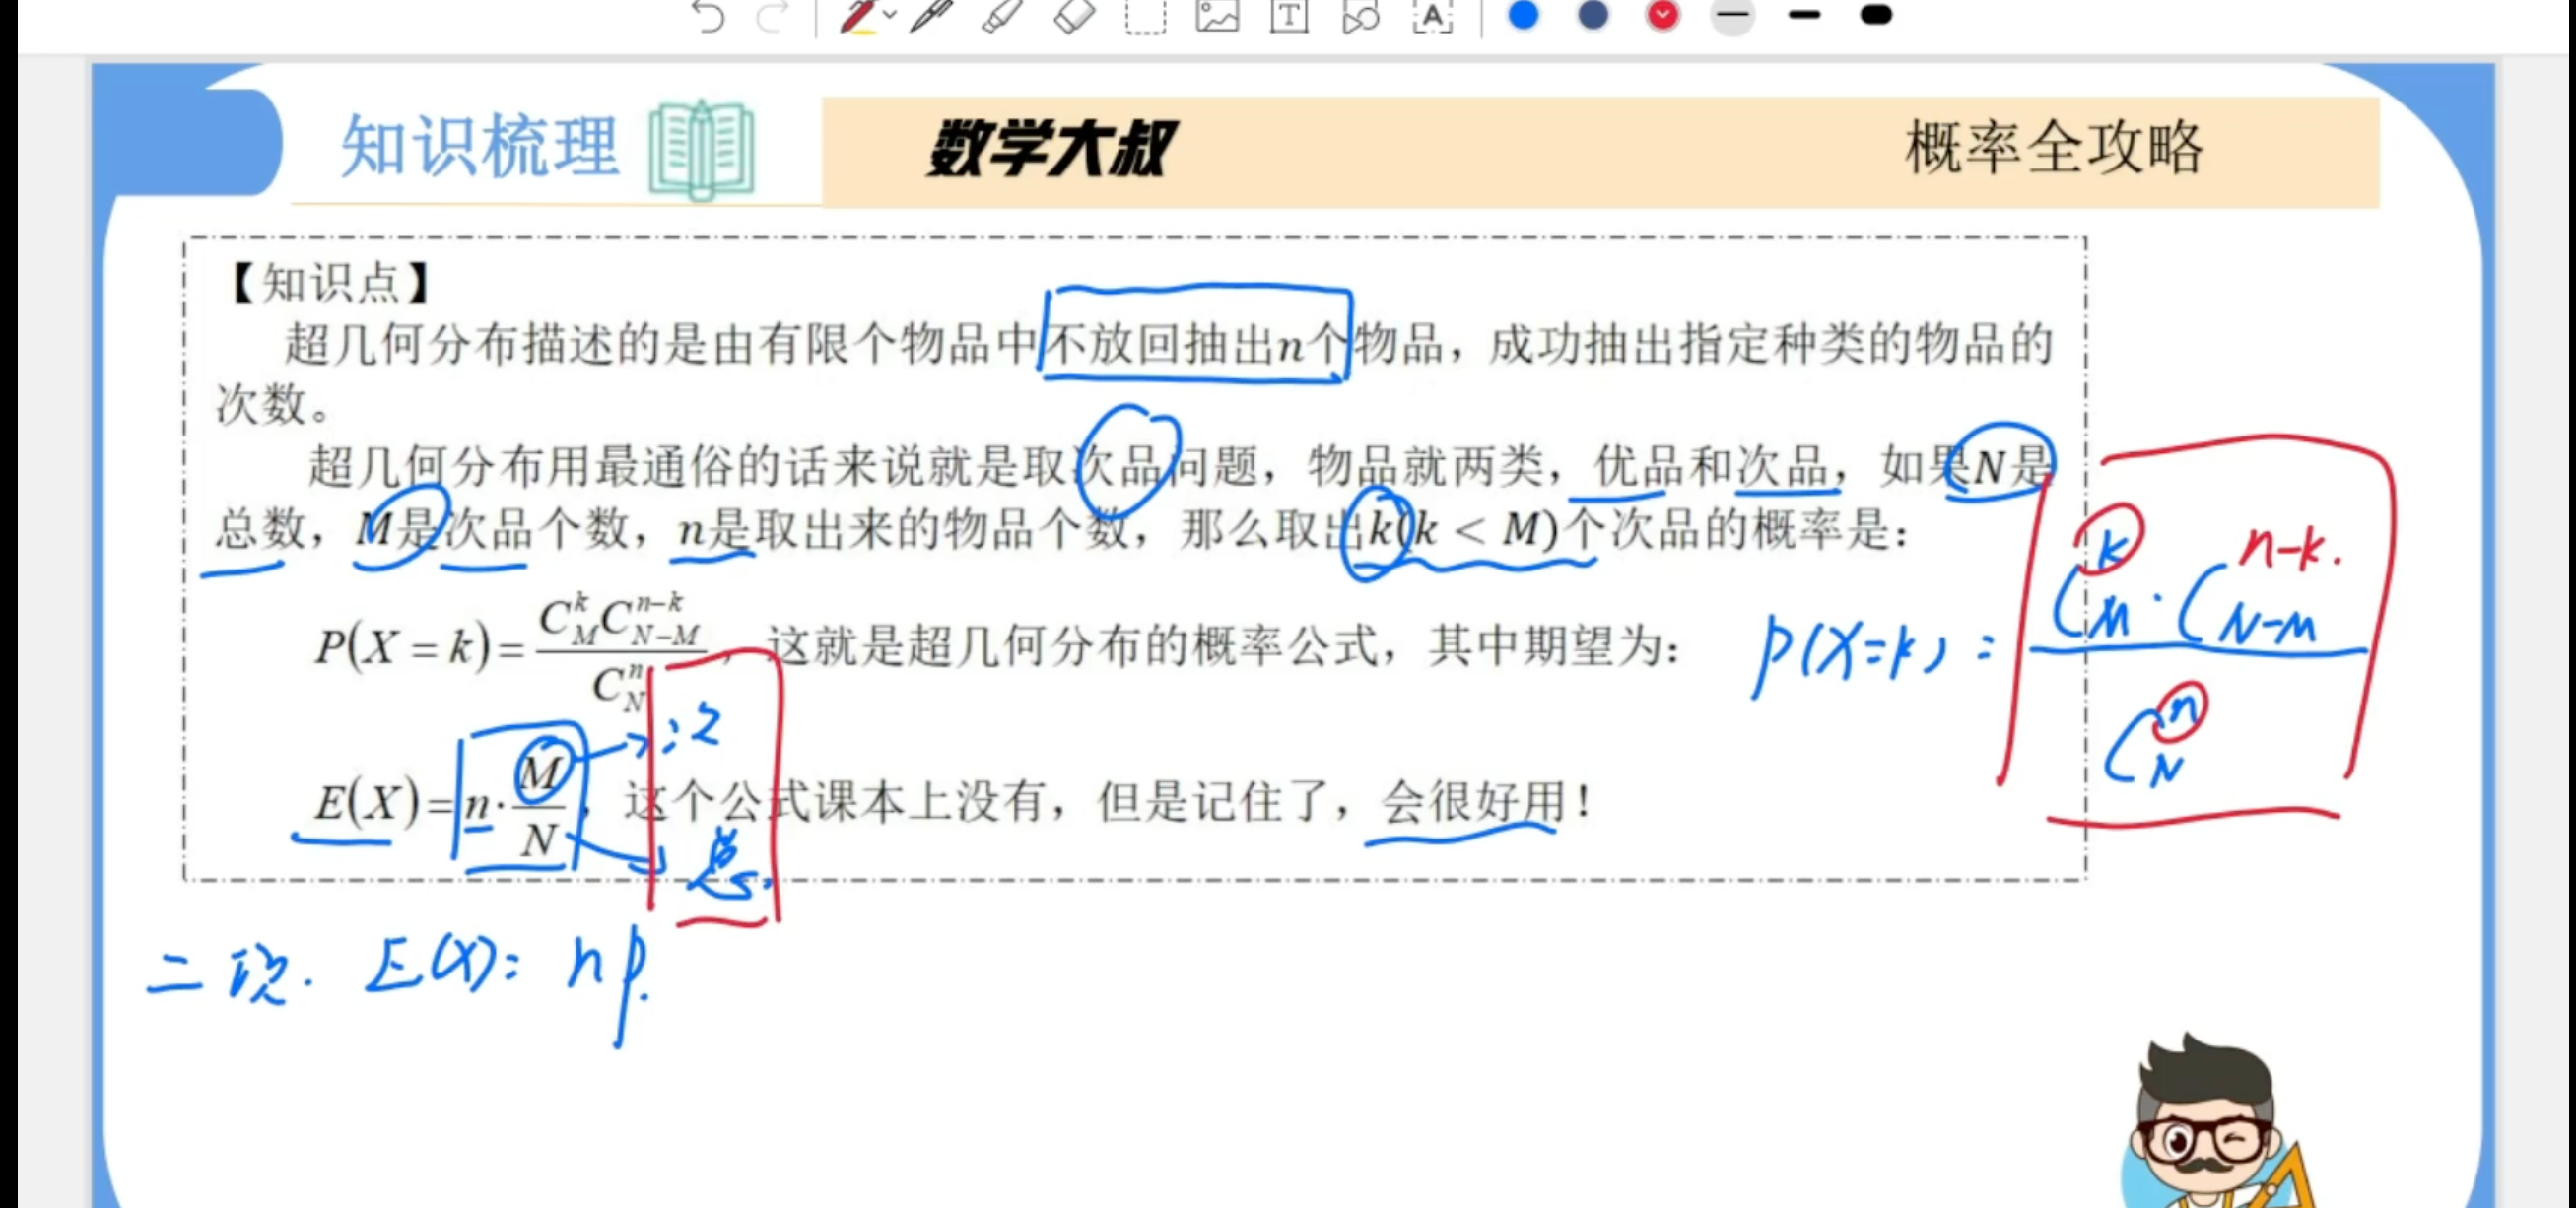 知识梳理 数学大叔 概率全攻略
【知识点】
超几何分布描述的是由有限个物品中不放回抽出n个物品，成功抽出指定种类的物品的
次数。
超几何分布用最通俗的话来说就是取次品问题，物品就两类，优品和次品，如果N是
总数，M是次品个数，n是取出来的物品个数，那么取出k(k < M)个次品的概率是：
P(X = k) = \frac{C_M^k C_{N-M}^{n-k}}{C_N^n}，这就是超几何分布的概率公式，其中期望为：
P(X=k) = \frac{C_M^k · C_{N-M}^{n-k}}{C_N^n}
E(X) = n · \frac{M}{N}，这个公式课本上没有，但是记住了，会很好用！
总
二项. E(X) = np.